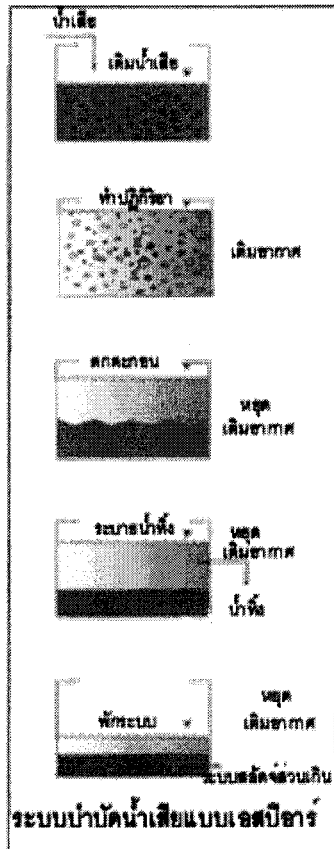 น้ำเสีย
เติมน้ำเสีย
ทำปฏิกิริยา
เติมอากาศ
ตกตะกอน
หยุด
เติมอากาศ
ระบายน้ำทิ้ง
หยุด
เติมอากาศ
น้ำทิ้ง
หยุด
พักระบบ
เติมอากาศ
ระบบสลัดจ์ส่วนเกิน
ระบบบำบัดน้ำเสียแบบเอสบีอาร์